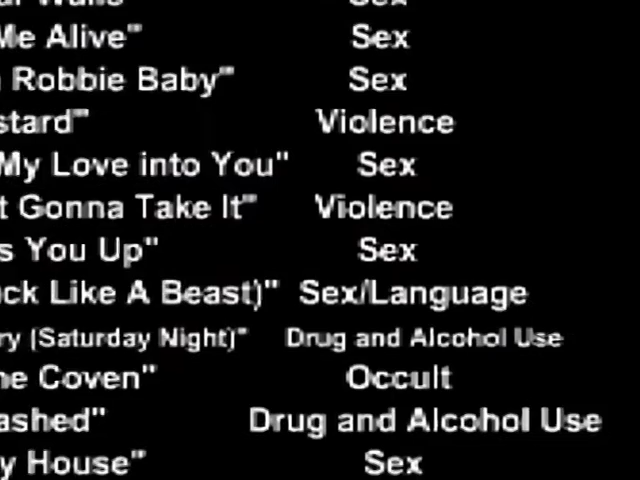 Me Alive" Sex
Robbie Baby" Sex
stard" Violence
My Love into You" Sex
t Gonna Take It" Violence
s You Up" Sex
ck Like A Beast)" Sex/Language
ry (Saturday Night)" Drug and Alcohol Use
he Coven" Occult
ashed" Drug and Alcohol Use
y House" Sex